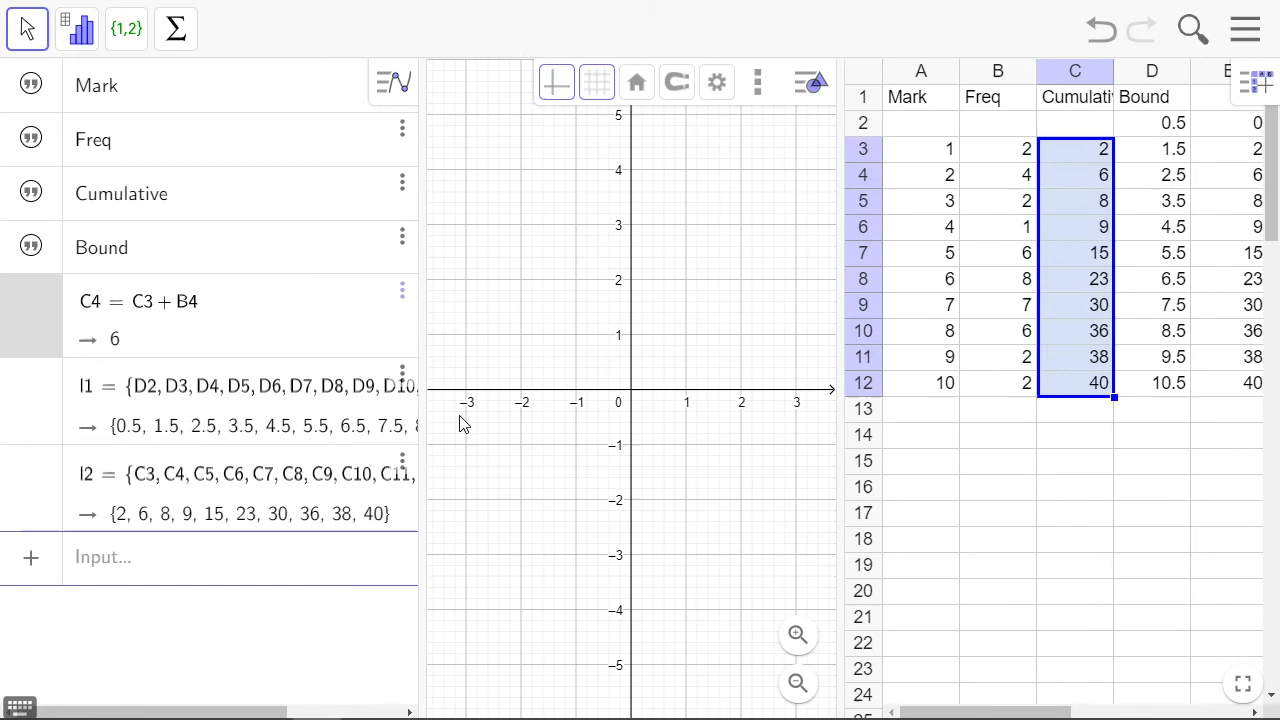 {1,2} Σ
Mark
Freq
Cumulative
Bound
C4 = C3 + B4
→ 6
l1 = {D2, D3, D4, D5, D6, D7, D8, D9, D10,
→ {0.5, 1.5, 2.5, 3.5, 4.5, 5.5, 6.5, 7.5,
l2 = {C3, C4, C5, C6, C7, C8, C9, C10, C11,
→ {2, 6, 8, 9, 15, 23, 30, 36, 38, 40}
+ Input...
5
4
3
2
1
−3 −2 −1 0 1 2 3
−1
−2
−3
−4
−5
A B C D E
1 Mark Freq Cumulati Bound
2 0.5 0
3 1 2 2 1.5 2
4 2 4 6 2.5 6
5 3 2 8 3.5 8
6 4 1 9 4.5 9
7 5 6 15 5.5 15
8 6 8 23 6.5 23
9 7 7 30 7.5 30
10 8 6 36 8.5 36
11 9 2 38 9.5 38
12 10 2 40 10.5 40
13
14
15
16
17
18
19
20
21
22
23
24